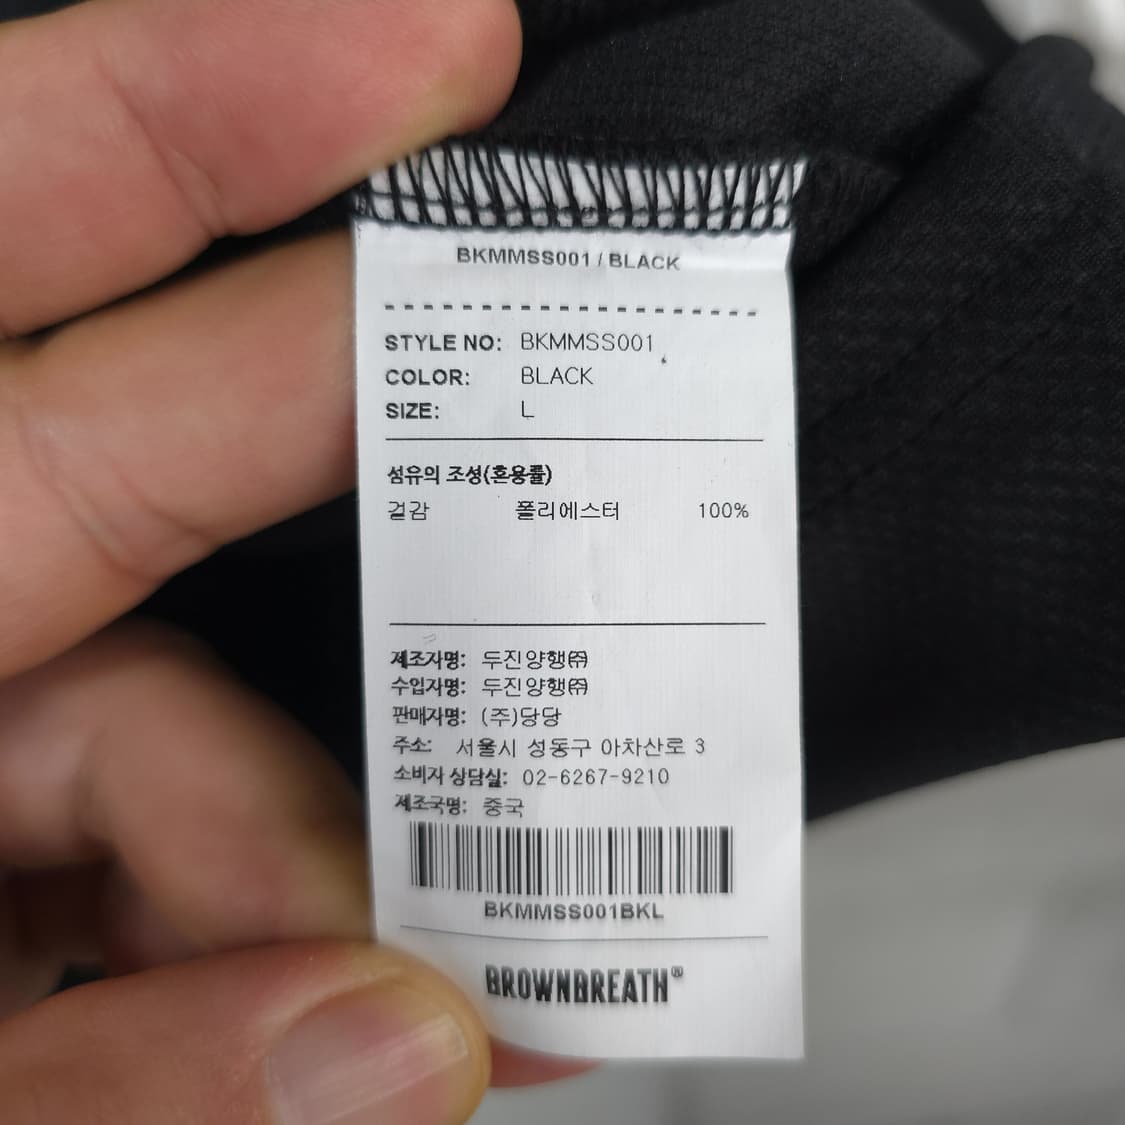 BKMMSS001 / BLACK
STYLE NO: BKMMSS001
COLOR: BLACK
SIZE: L
섬유의 조성(혼용률)
겉감 폴리에스터 100%
제조자명: 두진양행㈜
수입자명: 두진양행㈜
판매자명: (주)당당
주소: 서울시 성동구 아차산로 3
소비자 상담실: 02-6267-9210
제조국명: 중국
BKMMSS001BKL
BROWNBREATH®